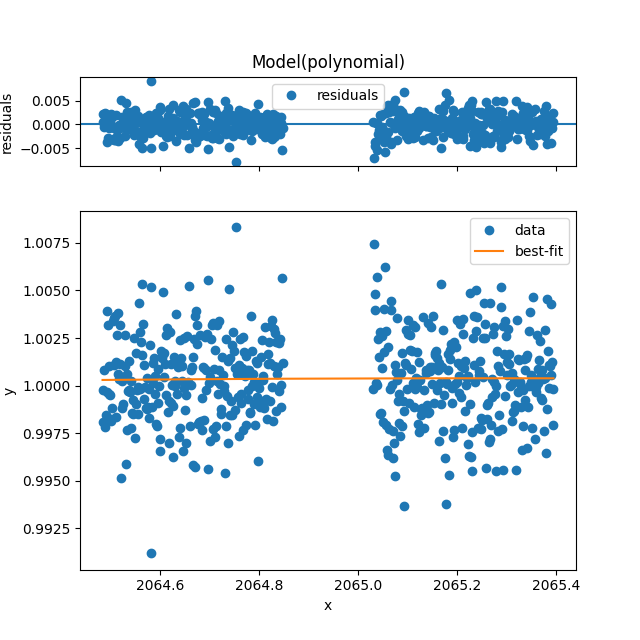 Model(polynomial)
residuals
0.005
0.000
−0.005
residuals
y
1.0075
1.0050
1.0025
1.0000
0.9975
0.9950
0.9925
data
best-fit
2064.6 2064.8 2065.0 2065.2 2065.4
x